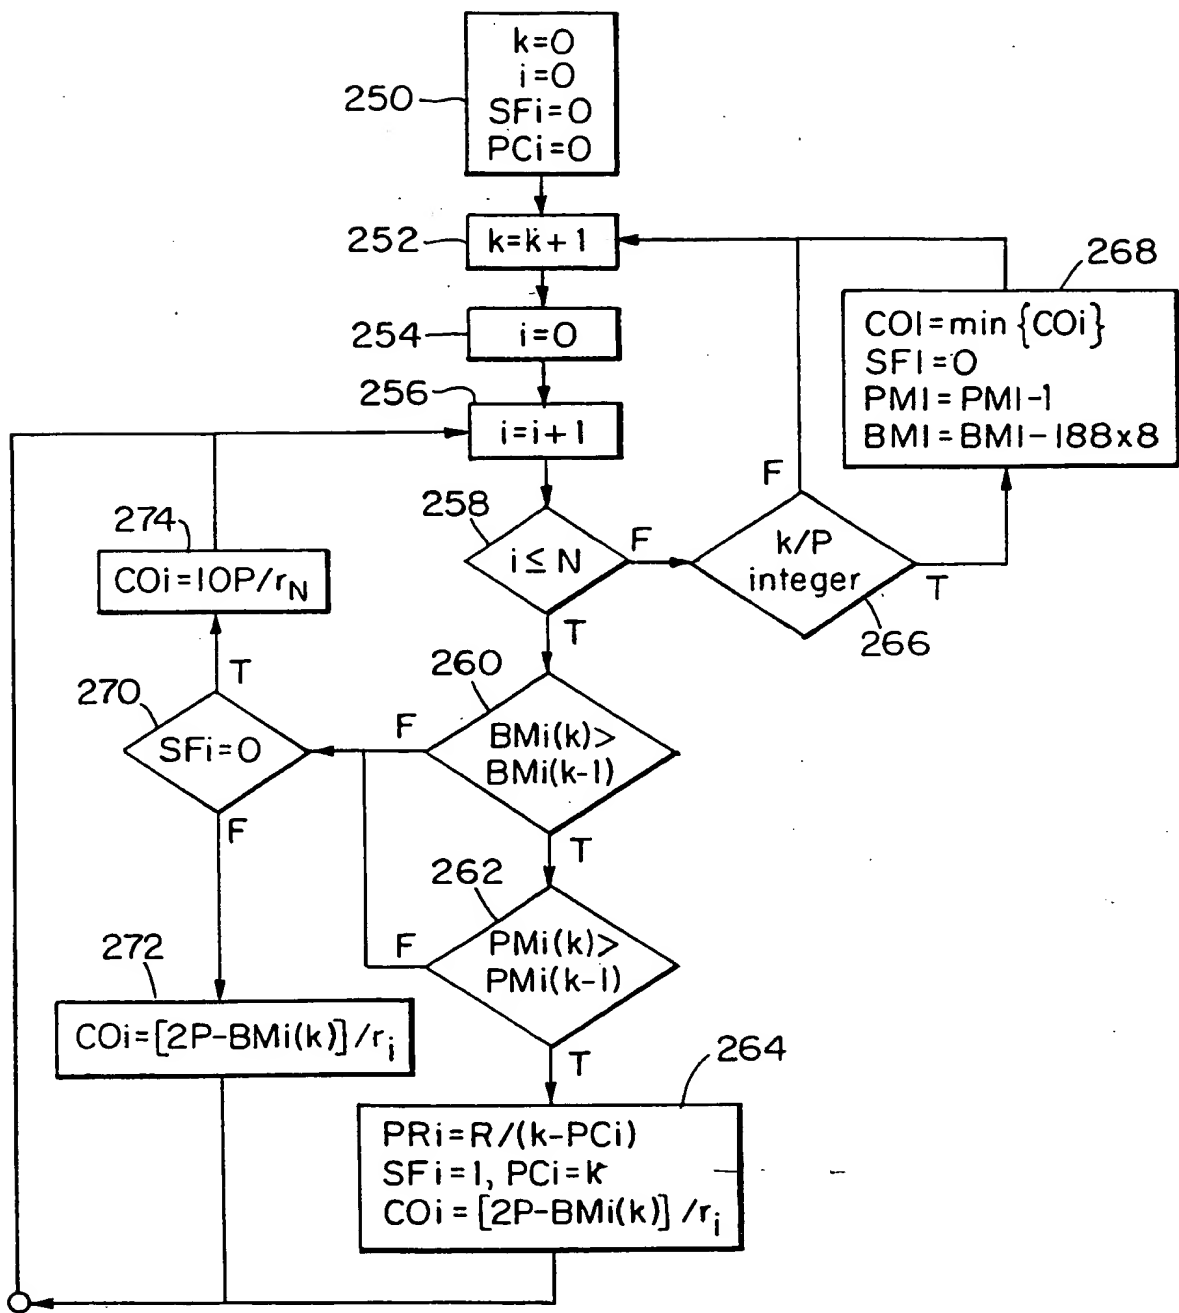 k=0
i=0
SFi=0
PCi=0
250
252
k=k+1
254
i=0
256
i=i+1
268
COI=min {COi}
SFI=0
PMI=PMI-1
BMI=BMI-188x8
258
i≤N
F
T
k/P
integer
F
T
266
274
COi=10P/rN
T
270
SFi=0
F
260
BMi(k)>
BMi(k-1)
F
T
262
PMi(k)>
PMi(k-1)
F
T
272
COi=[2P-BMi(k)]/ri
264
PRi=R/(k-PCi)
SFi=1, PCi=k
COi=[2P-BMi(k)]/ri